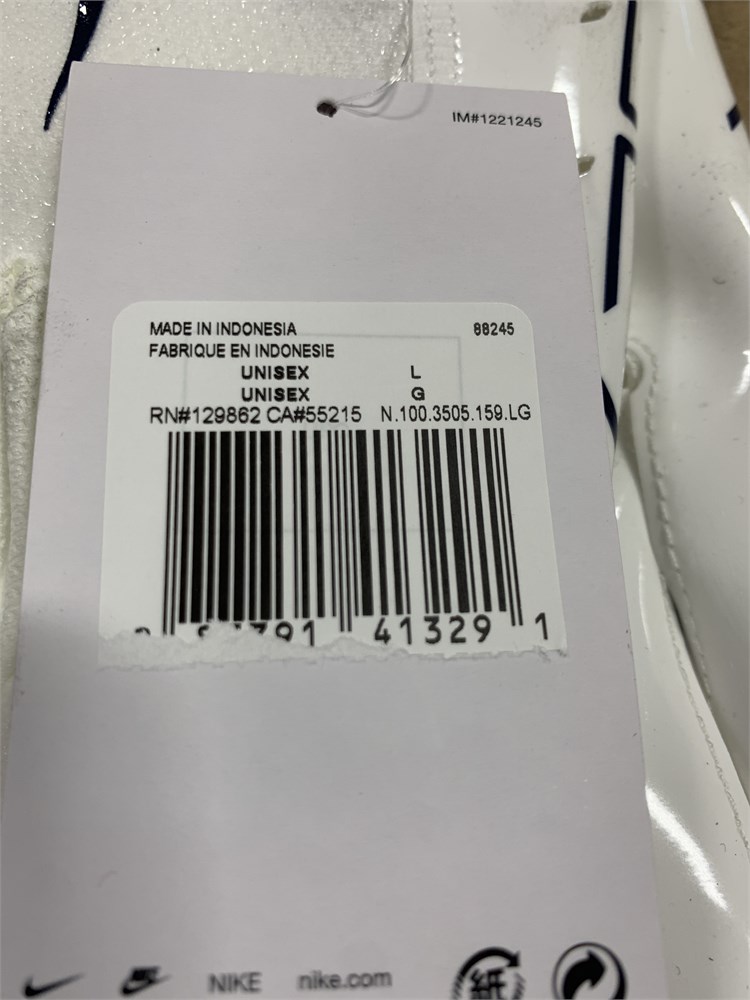 IM#1221245
MADE IN INDONESIA 88245
FABRIQUE EN INDONESIE
UNISEX L
UNISEX G
RN#129862 CA#55215 N.100.3505.159.LG
41329 1
NIKE nike.com
紙